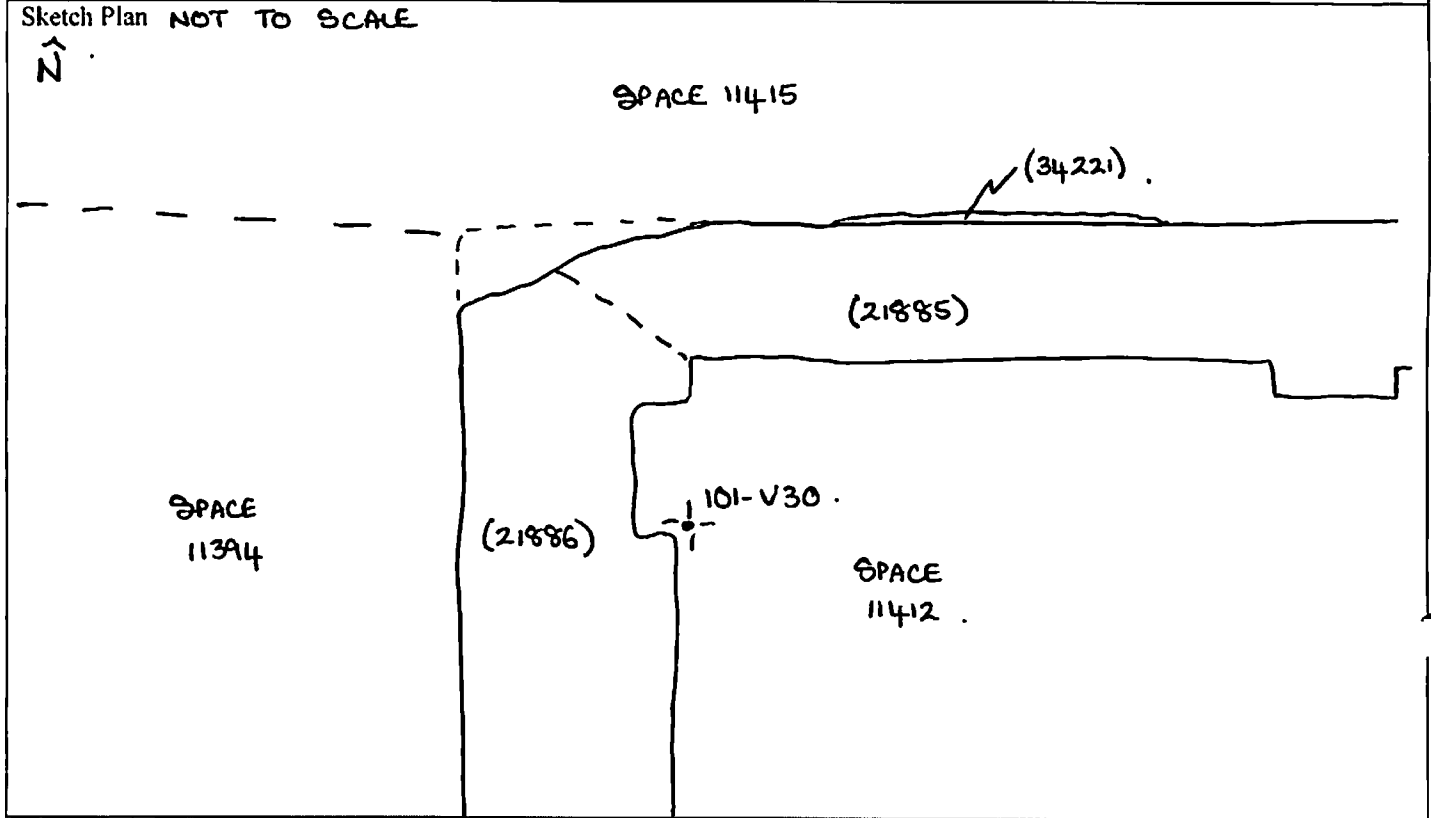 Sketch Plan NOT TO SCALE
N
SPACE 11415
(34221).
(21885)
101-V30.
SPACE
11394
(21886)
SPACE
11412.